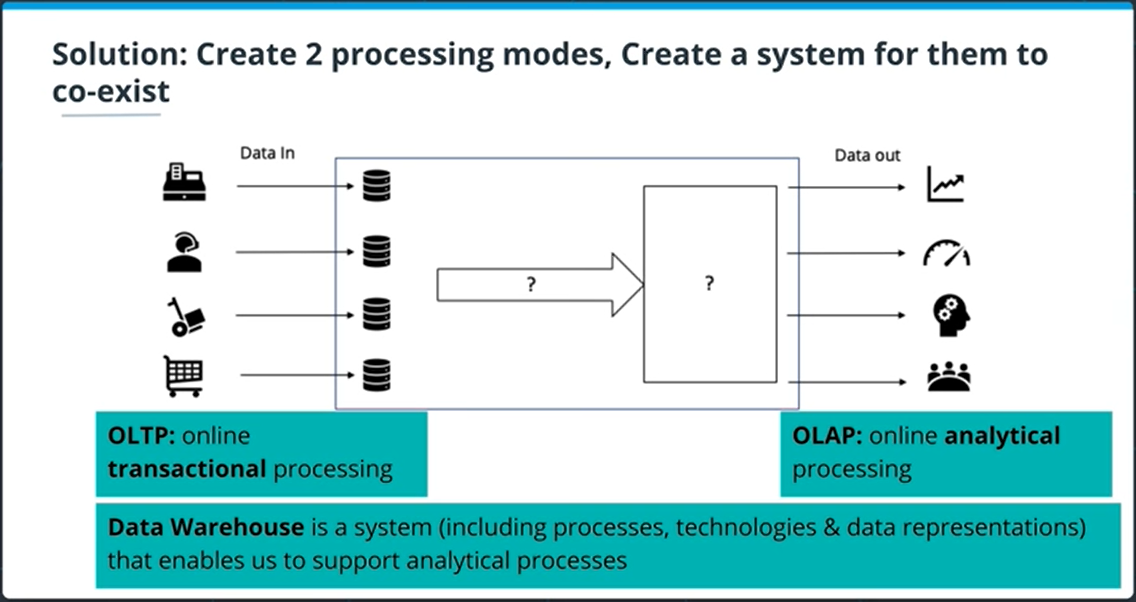 Solution: Create 2 processing modes, Create a system for them to
co-exist
Data In
Data out
?
?
OLTP: online
transactional processing
OLAP: online analytical
processing
Data Warehouse is a system (including processes, technologies & data representations)
that enables us to support analytical processes